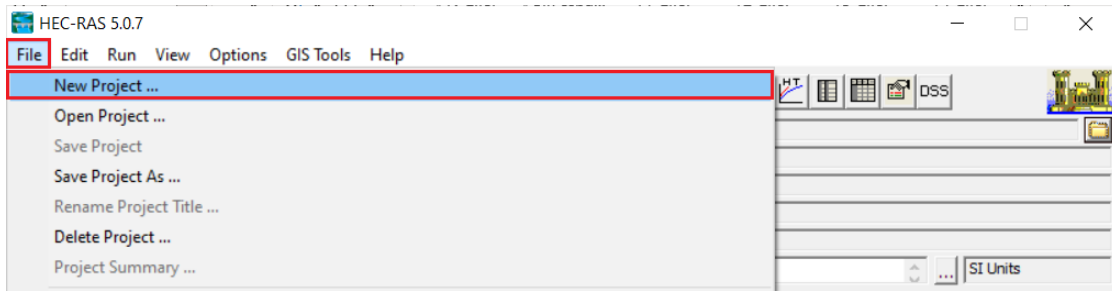 HEC-RAS 5.0.7
File Edit Run View Options GIS Tools Help
New Project ...
Open Project ...
Save Project
Save Project As ...
Rename Project Title ...
Delete Project ...
Project Summary ...
H.T.
DSS
SI Units